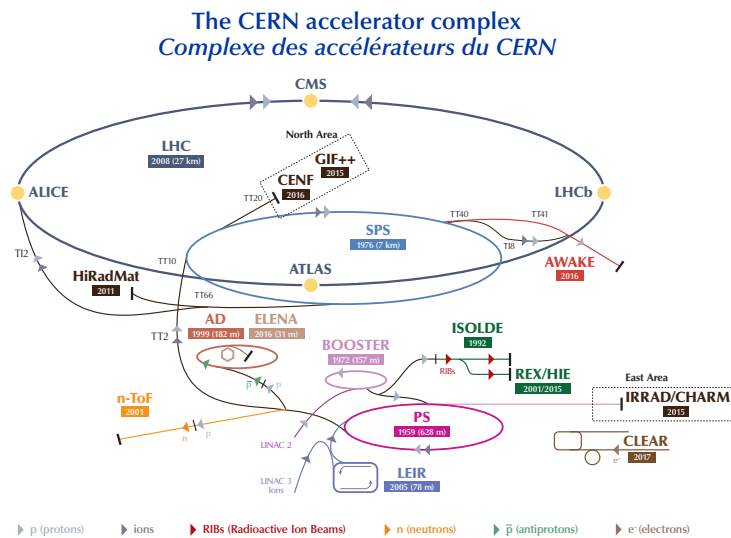 The CERN accelerator complex
Complexe des accélérateurs du CERN
CMS
North Area
LHC
2008 (27 km)
GIF++
2015
CENF
2016
TT20
ALICE
LHCb
TT40
TT41
SPS
1976 (7 km)
TI8
TI2
TT10
AWAKE
2016
HiRadMat
2011
ATLAS
TT66
AD
1999 (182 m)
ELENA
2016 (31 m)
TT2
ISOLDE
1992
BOOSTER
1972 (157 m)
RIBs
REX/HIE
2001/2015
East Area
p̅
p
n-ToF
2001
IRRAD/CHARM
2015
PS
1959 (628 m)
n
p
LINAC 2
CLEAR
2017
e⁻
LINAC 3
Ions
LEIR
2005 (78 m)
p (protons)
ions
RIBs (Radioactive Ion Beams)
n (neutrons)
p̅ (antiprotons)
e⁻ (electrons)